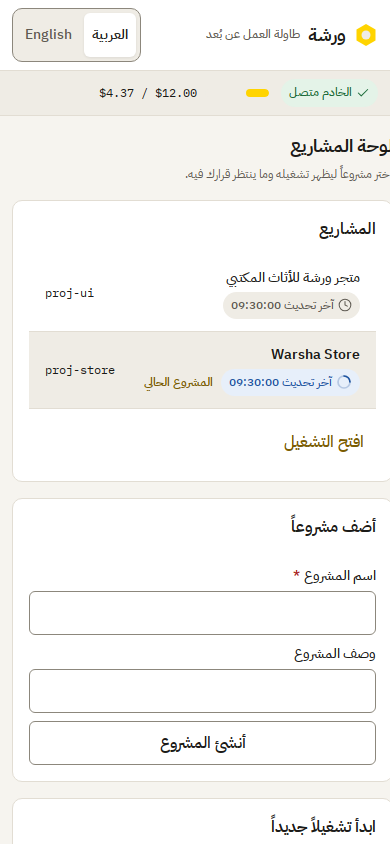 ورشة طاولة العمل عن بُعد العربية English
الخادم متصل $4.37 / $12.00
لوحة المشاريع
ختر مشروعاً ليظهر تشغيله وما ينتظر قرارك فيه.
المشاريع
متجر ورشة للأثاث المكتبي
آخر تحديث 09:30:00
proj-ui
Warsha Store
آخر تحديث 09:30:00 المشروع الحالي
proj-store
افتح التشغيل
أضف مشروعاً
اسم المشروع *
وصف المشروع
أنشئ المشروع
ابدأ تشغيلاً جديداً